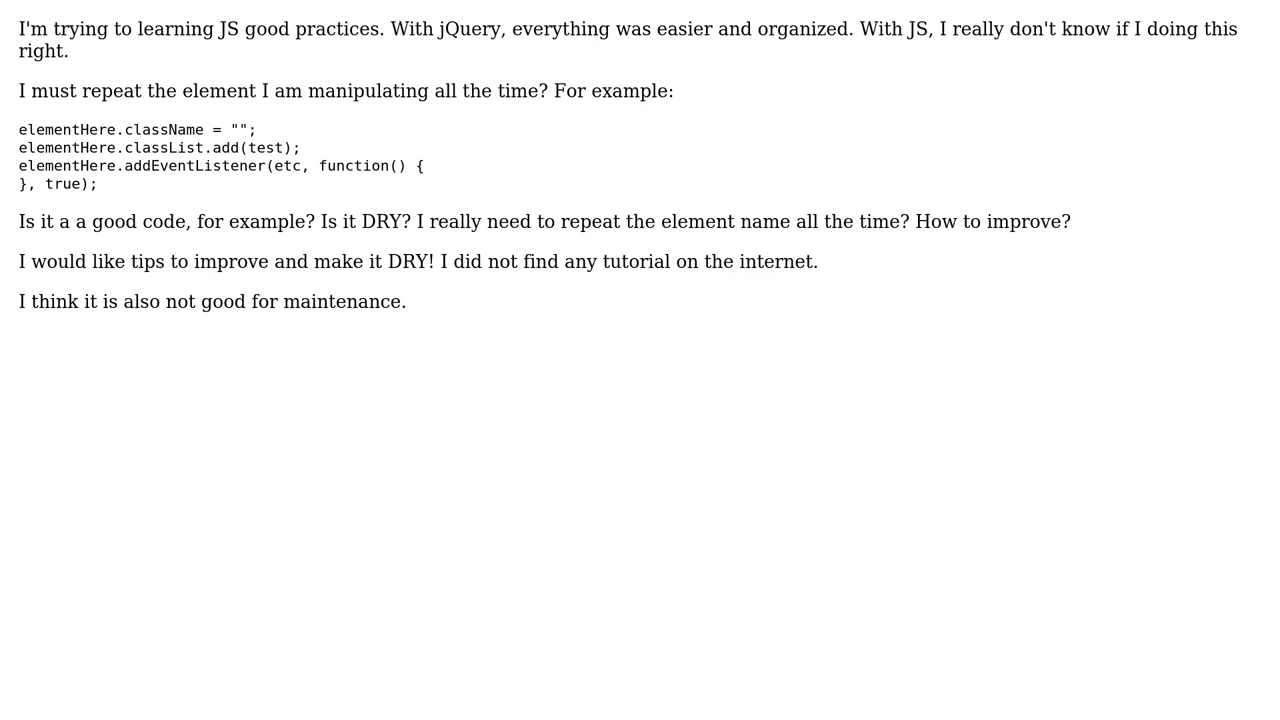 I'm trying to learning JS good practices. With jQuery, everything was easier and organized. With JS, I really don't know if I doing this
right.
I must repeat the element I am manipulating all the time? For example:
elementHere.className = "";
elementHere.classList.add(test);
elementHere.addEventListener(etc, function() {
}, true);
Is it a a good code, for example? Is it DRY? I really need to repeat the element name all the time? How to improve?
I would like tips to improve and make it DRY! I did not find any tutorial on the internet.
I think it is also not good for maintenance.